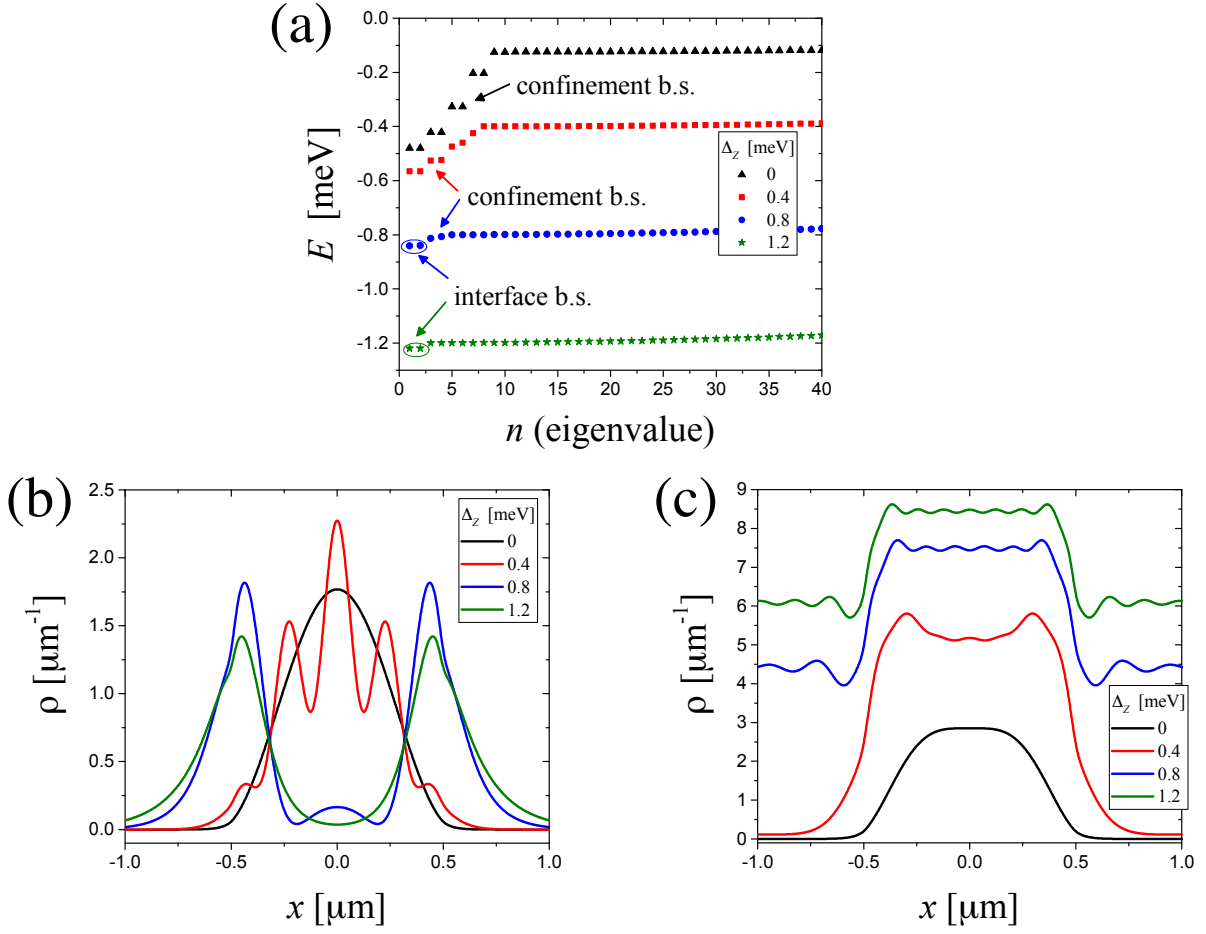 (a)
0.0
-0.2
-0.4
-0.6
-0.8
-1.0
-1.2
E [meV]
confinement b.s.
confinement b.s.
interface b.s.
Δ_Z [meV]
0
0.4
0.8
1.2
0 5 10 15 20 25 30 35 40
n (eigenvalue)
(b)
2.5
2.0
1.5
1.0
0.5
0.0
ρ [μm⁻¹]
Δ_Z [meV]
0
0.4
0.8
1.2
-1.0 -0.5 0.0 0.5 1.0
x [μm]
(c)
9
8
7
6
5
4
3
2
1
0
ρ [μm⁻¹]
Δ_Z [meV]
0
0.4
0.8
1.2
-1.0 -0.5 0.0 0.5 1.0
x [μm]